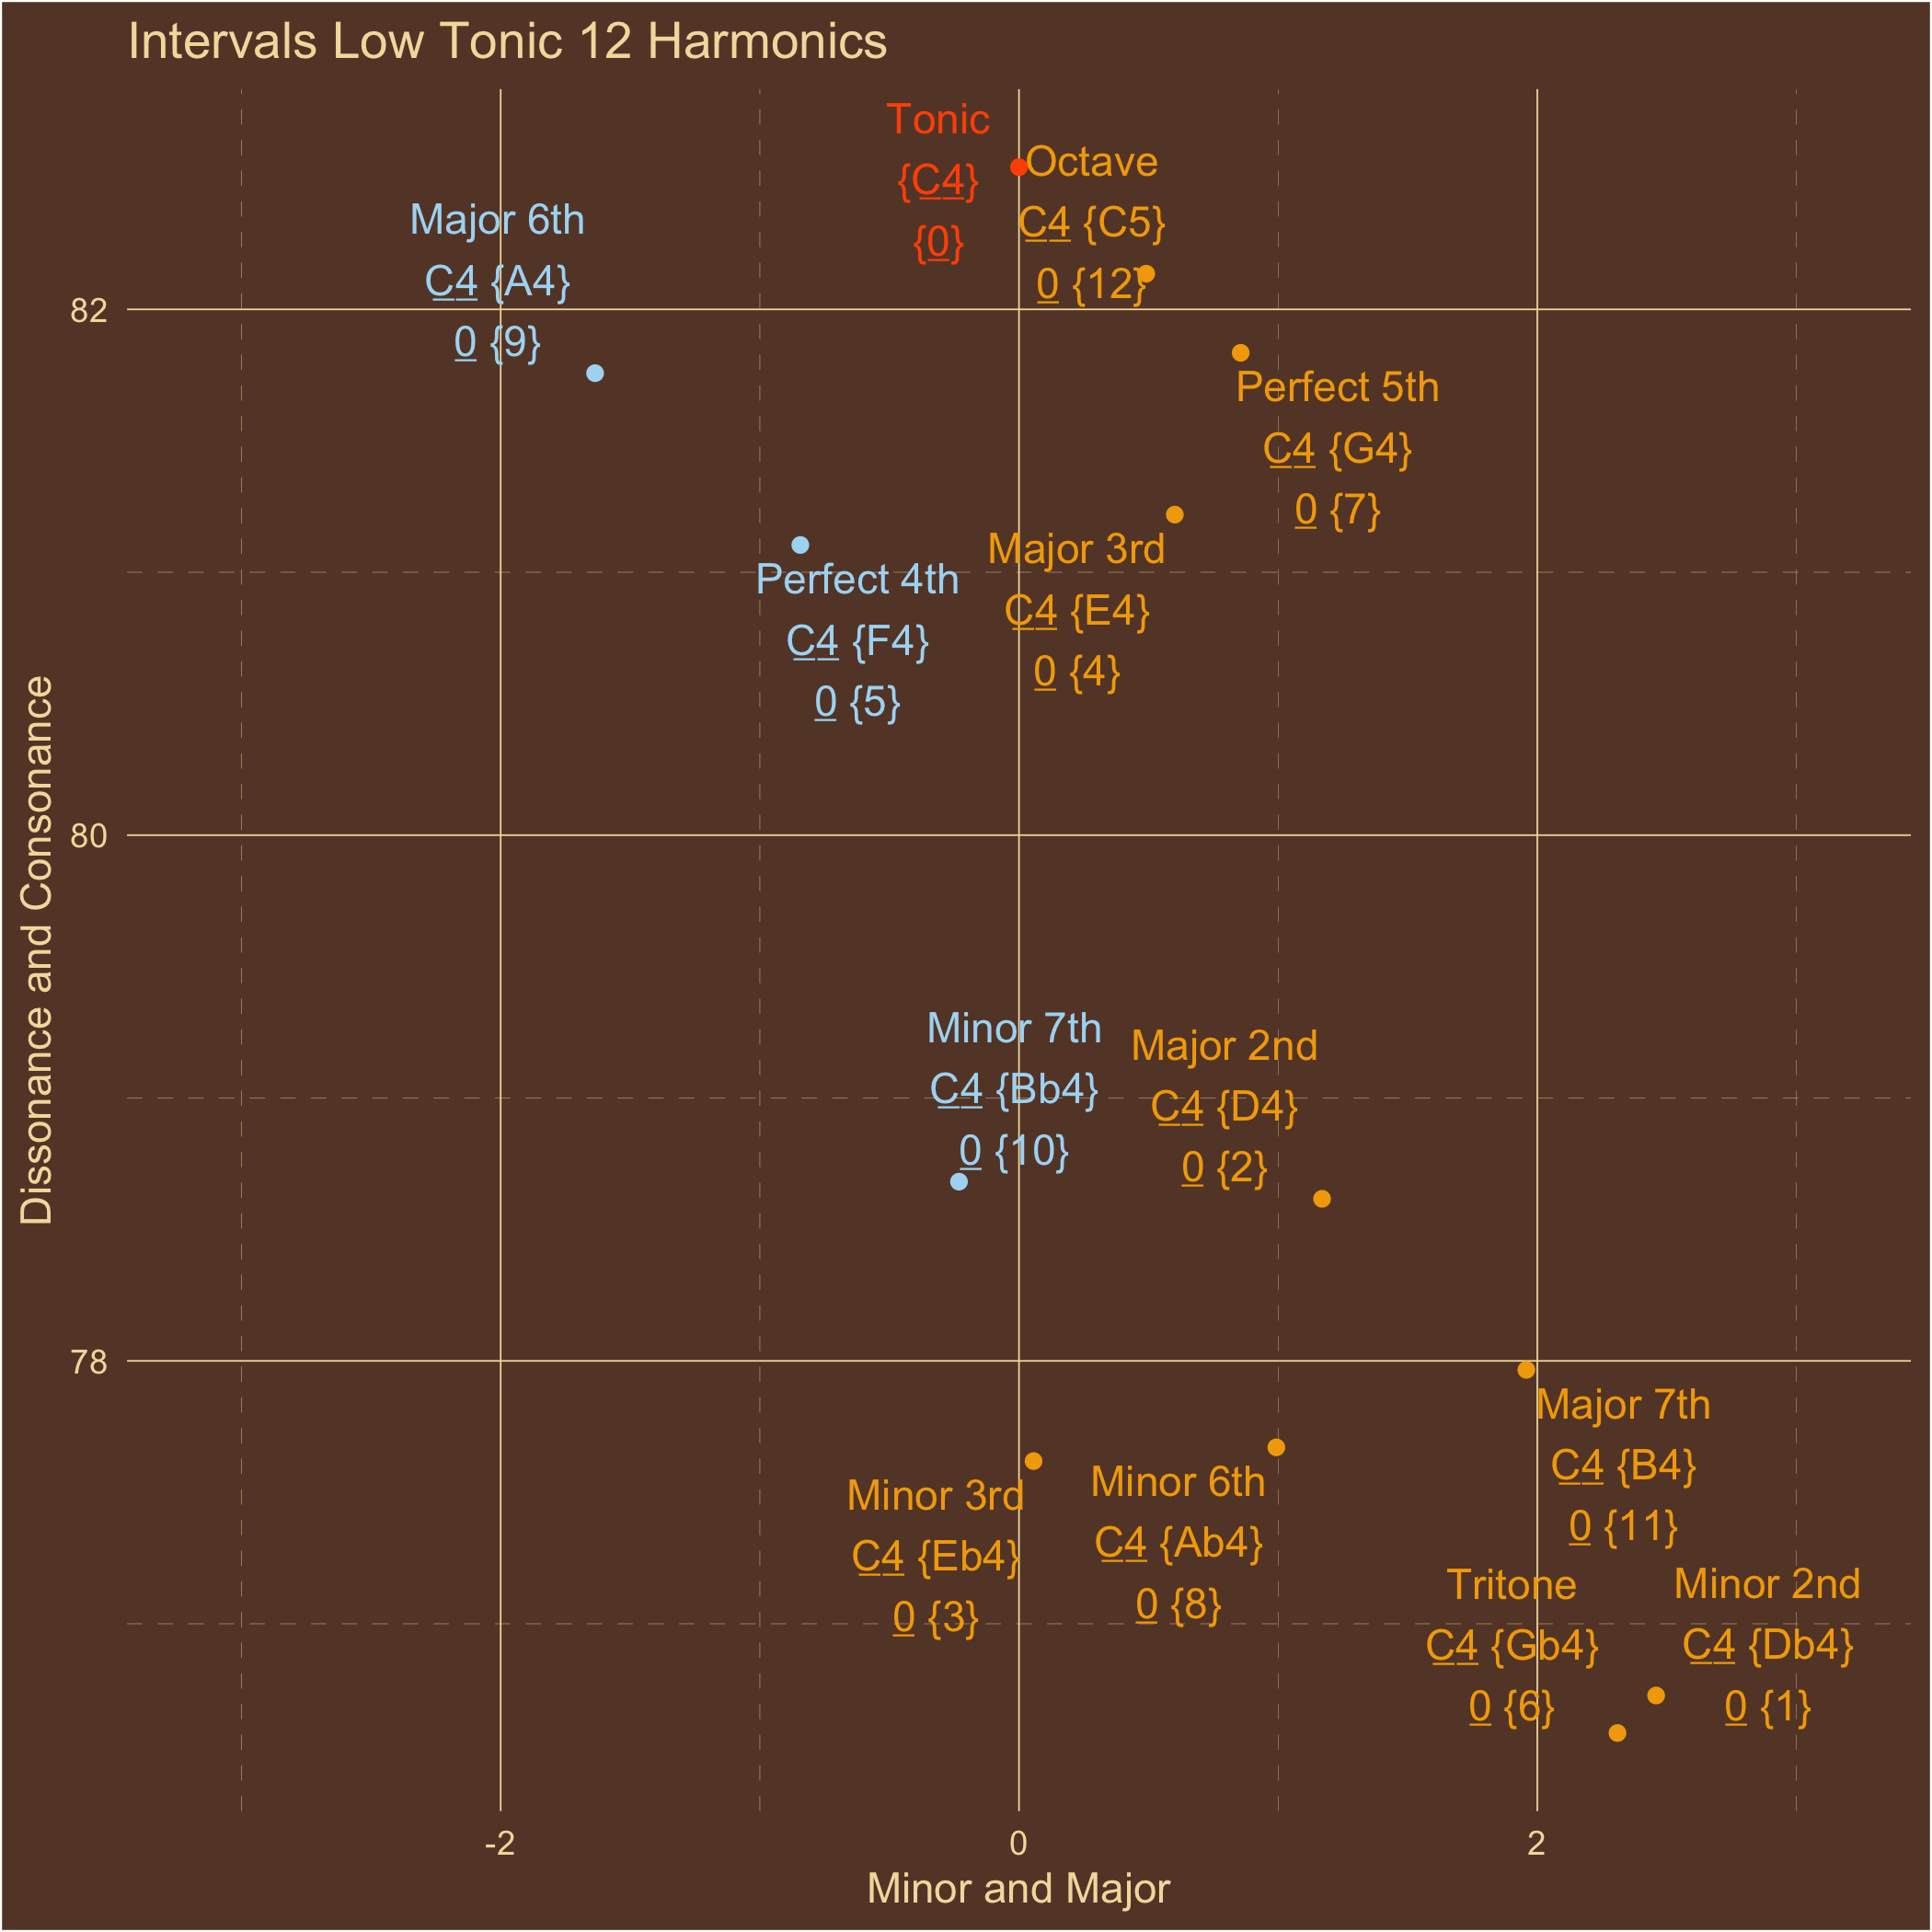 Intervals Low Tonic 12 Harmonics
Tonic
{C4}
{0}
Octave
C4 {C5}
0 {12}
Major 6th
C4 {A4}
0 {9}
82
Perfect 5th
C4 {G4}
0 {7}
Major 3rd
C4 {E4}
0 {4}
Perfect 4th
C4 {F4}
0 {5}
Dissonance and Consonance
80
Minor 7th
C4 {Bb4}
0 {10}
Major 2nd
C4 {D4}
0 {2}
78
Major 7th
C4 {B4}
0 {11}
Minor 6th
C4 {Ab4}
0 {8}
Minor 3rd
C4 {Eb4}
0 {3}
Tritone
C4 {Gb4}
0 {6}
Minor 2nd
C4 {Db4}
0 {1}
-2
0
2
Minor and Major